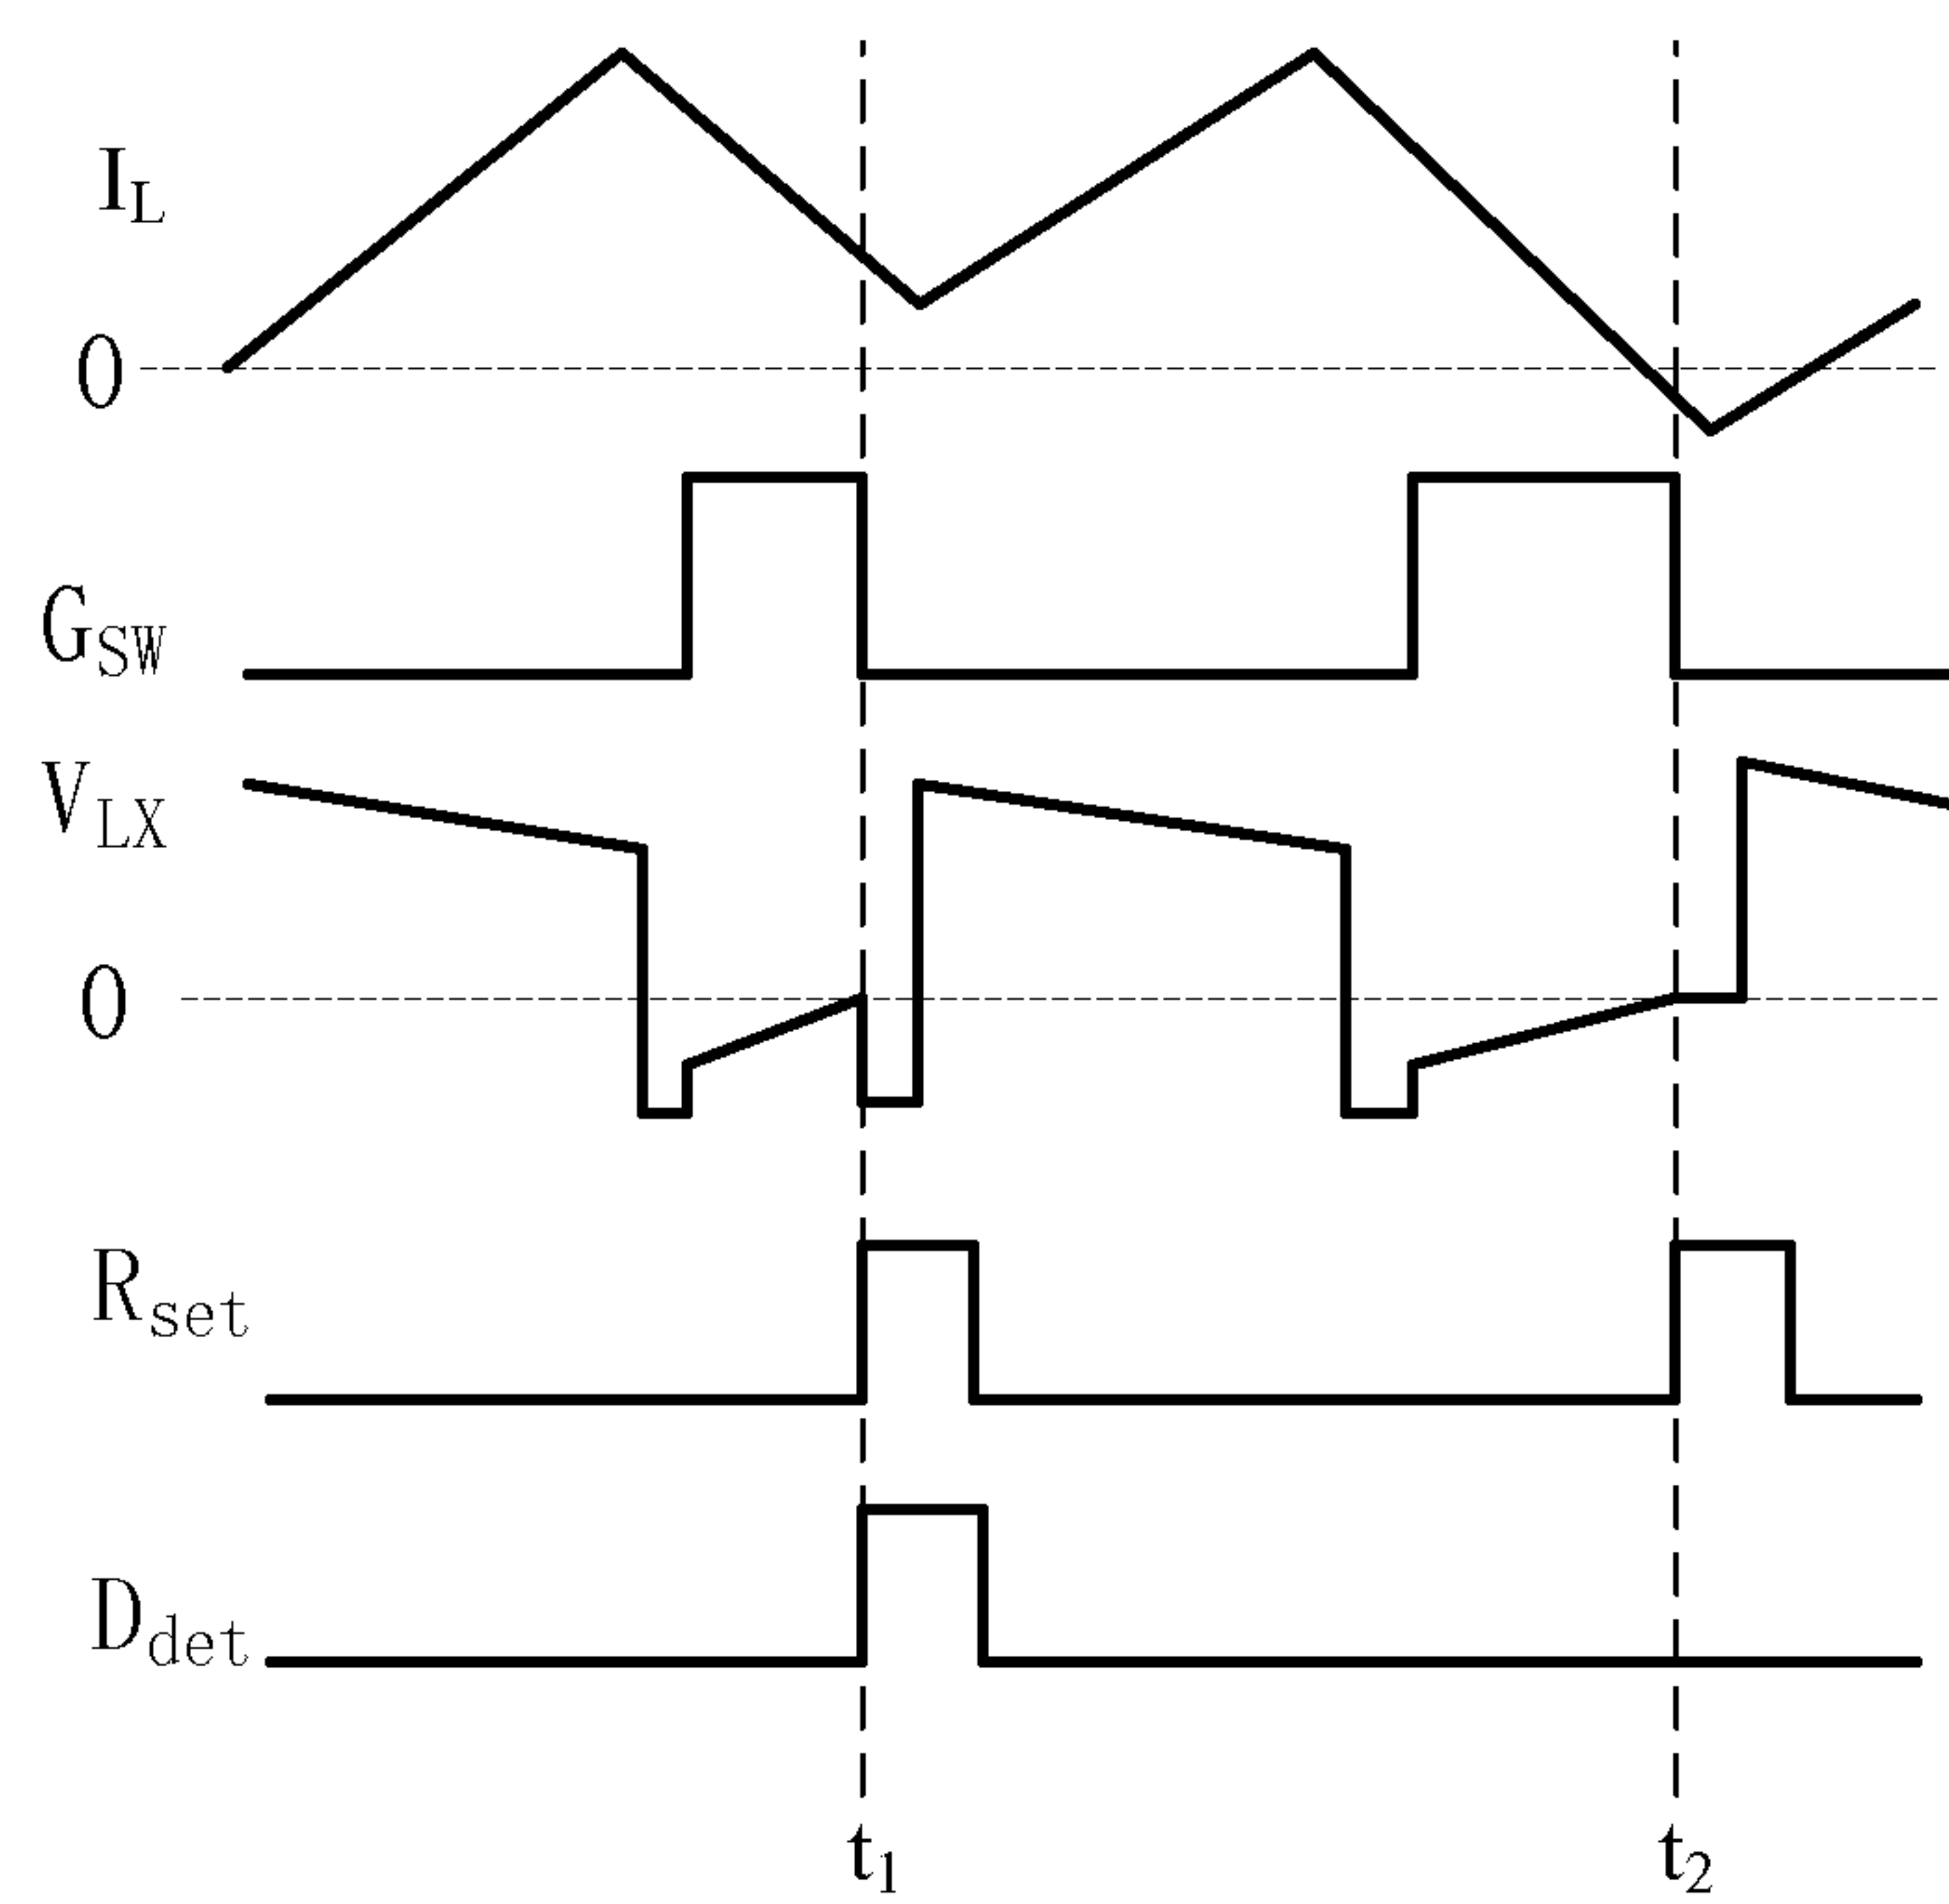 I_L
0
G_SW
V_LX
0
R_set
D_det
t_1 t_2